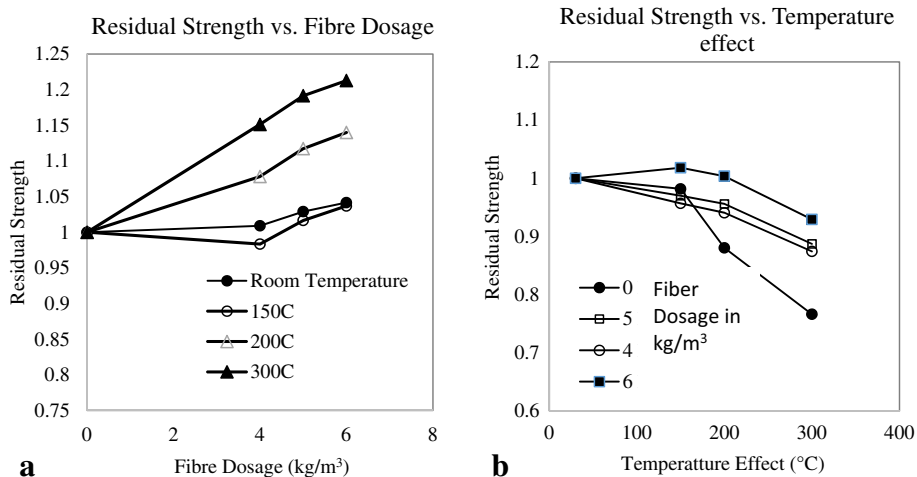 Residual Strength vs. Fibre Dosage
1.25
1.2
1.15
1.1
1.05
1
0.95
0.9
0.85
0.8
0.75
Residual Strength
Room Temperature
150C
200C
300C
0
2
4
6
8
Fibre Dosage (kg/m³)
a
Residual Strength vs. Temperature
effect
1.2
1.1
1
0.9
0.8
0.7
0.6
Residual Strength
0
5
4
6
Fiber
Dosage in
kg/m³
0
100
200
300
400
Temperatture Effect (°C)
b